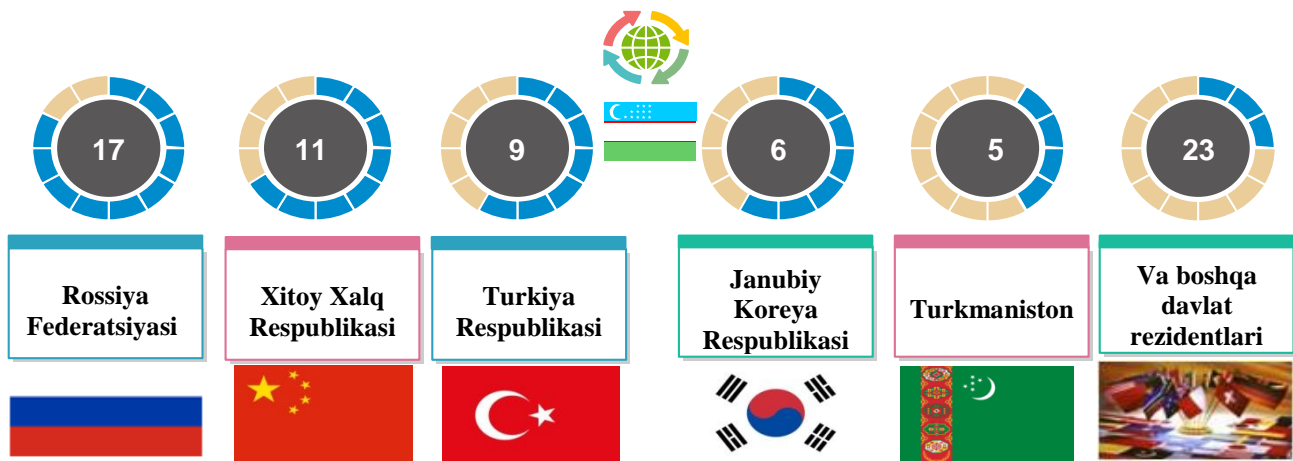 17
11
9
6
5
23
Rossiya
Federatsiyasi
Xitoy Xalq
Respublikasi
Turkiya
Respublikasi
Janubiy
Koreya
Respublikasi
Turkmaniston
Va boshqa
davlat
rezidentlari